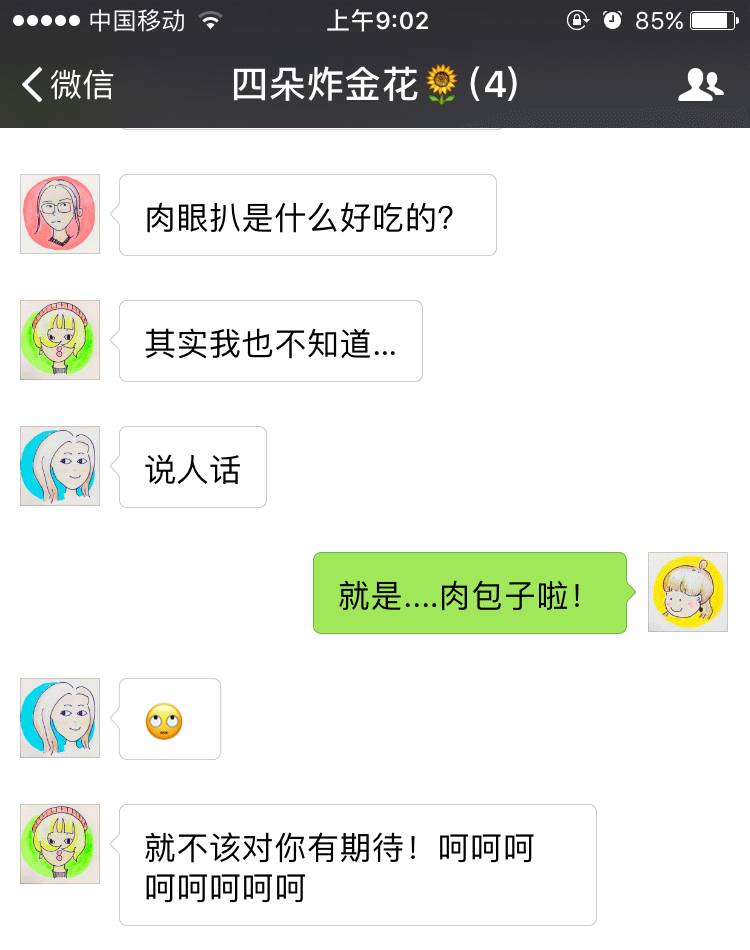 中国移动 上午9:02 85%
微信 四朵炸金花🌻(4)
肉眼扒是什么好吃的?
其实我也不知道...
说人话
就是....肉包子啦！
🙄
就不该对你有期待！呵呵呵
呵呵呵呵呵